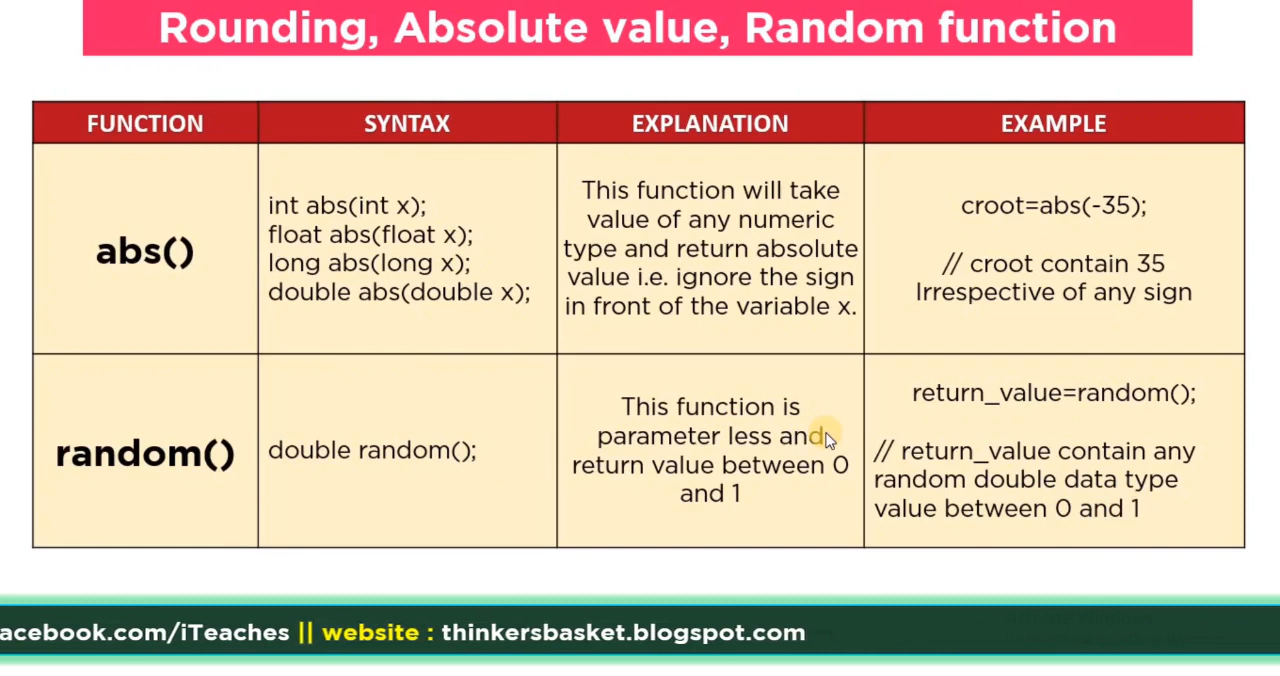 Rounding, Absolute value, Random function
FUNCTION
SYNTAX
EXPLANATION
EXAMPLE
abs()
int abs(int x);
float abs(float x);
long abs(long x);
double abs(double x);
This function will take
value of any numeric
type and return absolute
value i.e. ignore the sign
in front of the variable x.
croot=abs(-35);
// croot contain 35
Irrespective of any sign
random()
double random();
This function is
parameter less and
return value between 0
and 1
return_value=random();
// return_value contain any
random double data type
value between 0 and 1
acebook.com/iTeaches || website : thinkersbasket.blogspot.com